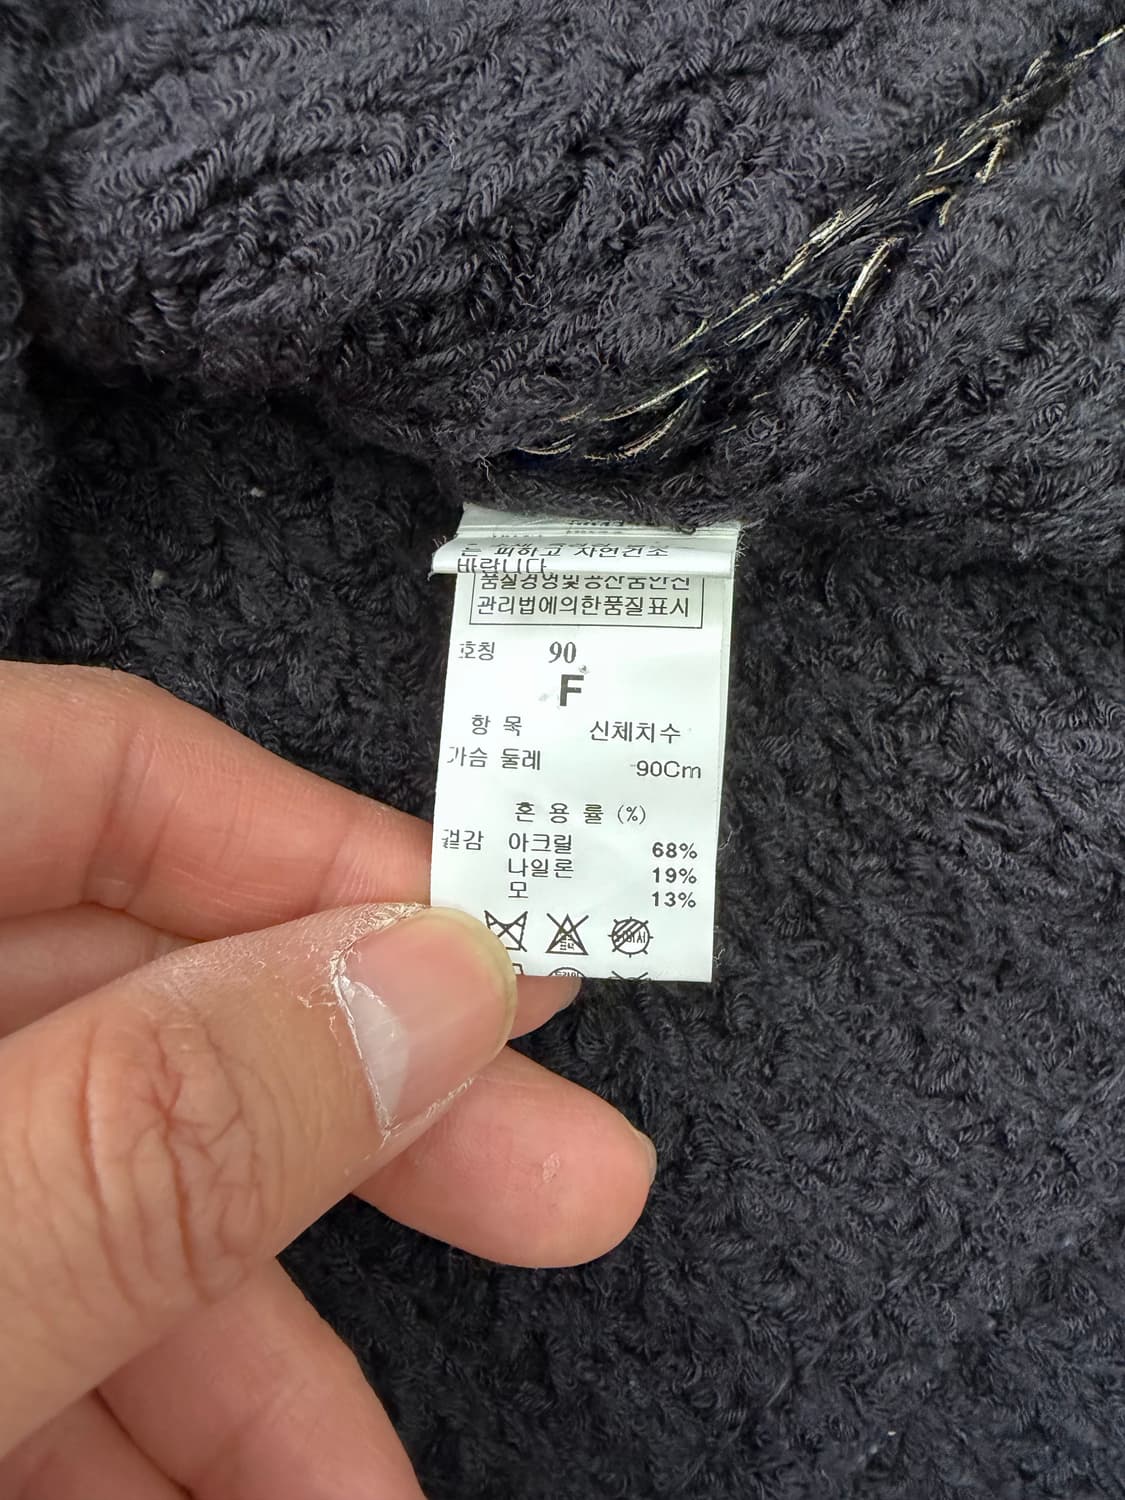 는 피하고 자연건조
바랍니다
품질경영및공산품안전
관리법에의한품질표시
호칭 90
F
항 목 신체치수
가슴 둘레 90Cm
혼 용 률 (%)
겉감 아크릴 68%
나일론 19%
모 13%